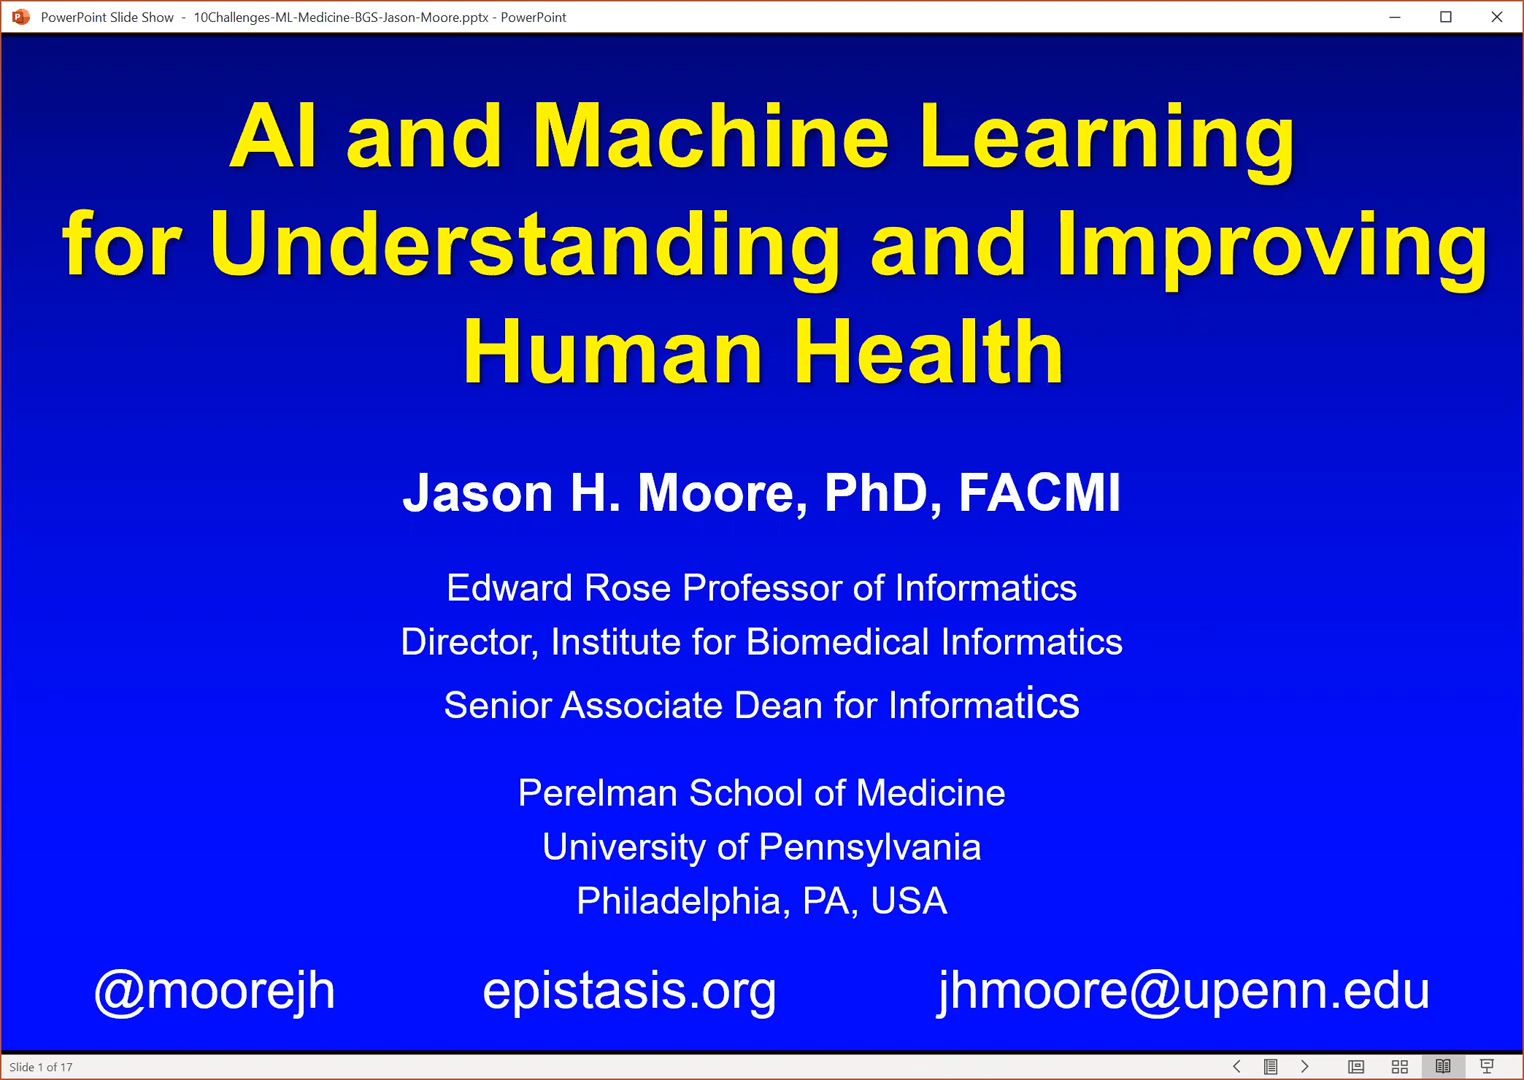 PowerPoint Slide Show - 10Challenges-ML-Medicine-BGS-Jason-Moore.pptx - PowerPoint
AI and Machine Learning
for Understanding and Improving
Human Health
Jason H. Moore, PhD, FACMI
Edward Rose Professor of Informatics
Director, Institute for Biomedical Informatics
Senior Associate Dean for Informatics
Perelman School of Medicine
University of Pennsylvania
Philadelphia, PA, USA
@moorejh epistasis.org jhmoore@upenn.edu
Slide 1 of 17